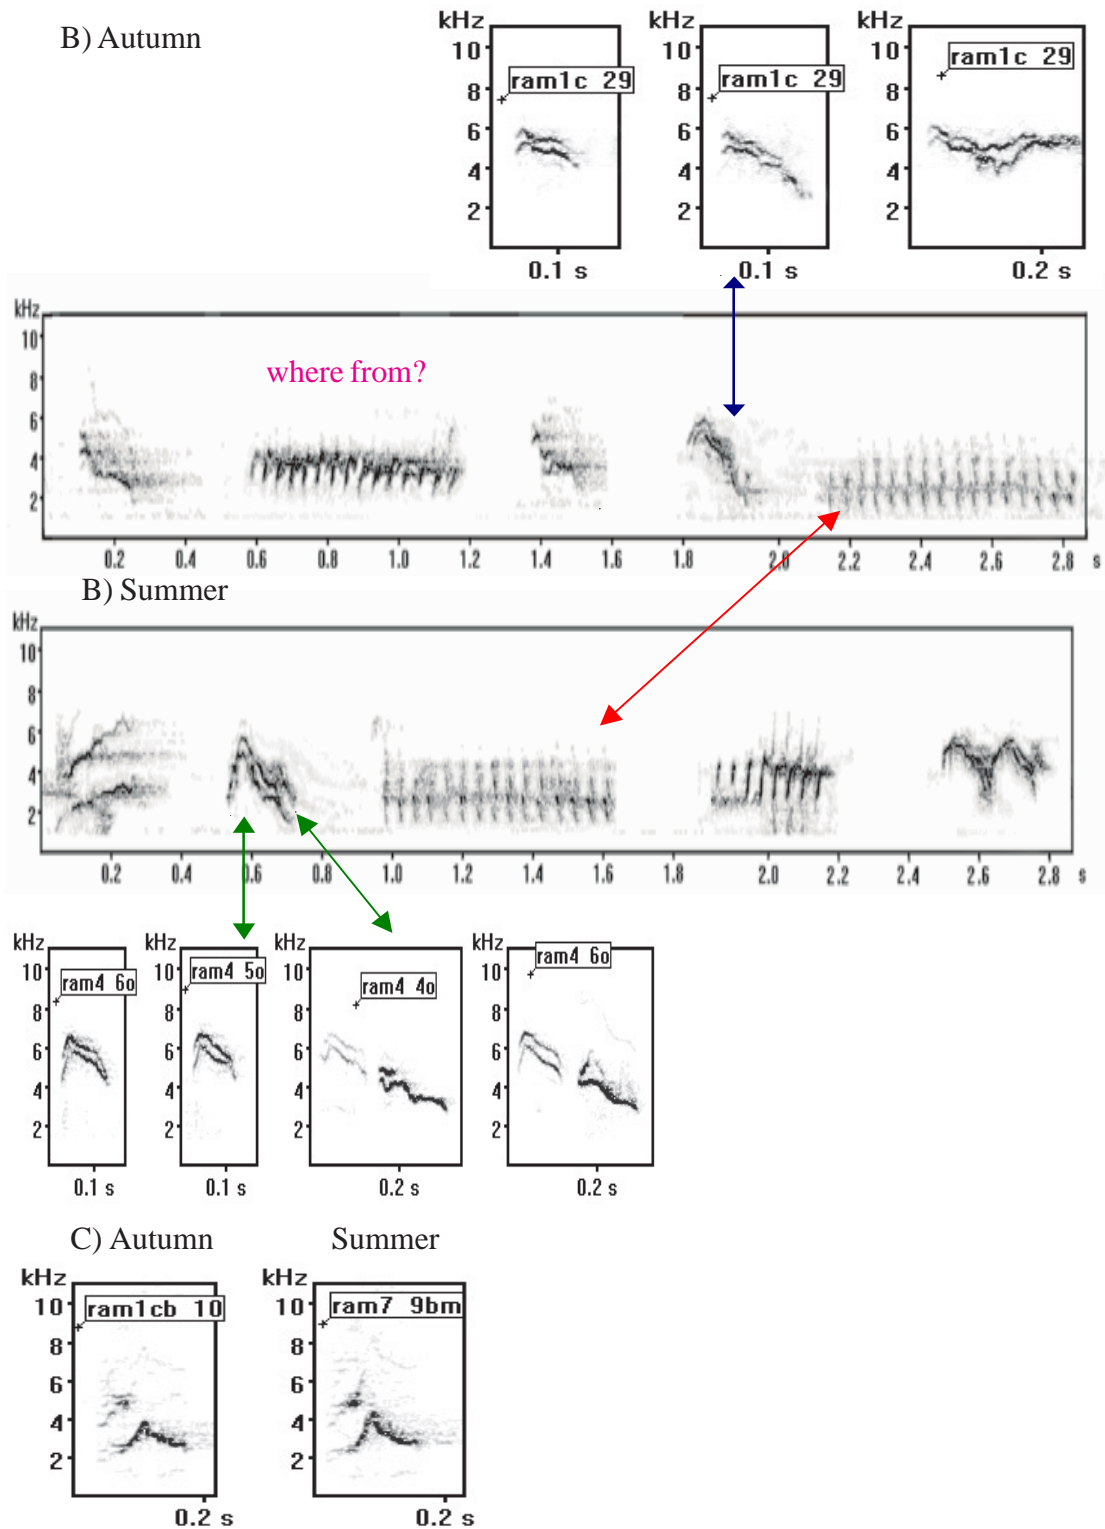 B) Autumn
kHz kHz kHz
10 10 10
ram1c 29 ram1c 29 ram1c 29
8 8 8
6 6 6
4 4 4
2 2 2
0.1 s 0.1 s 0.2 s
kHz
10
where from?
8
6
4
2
0.2 0.4 0.6 0.8 1.0 1.2 1.4 1.6 1.8 2.0 2.2 2.4 2.6 2.8 s
B) Summer
kHz
10
8
6
4
2
0.2 0.4 0.6 0.8 1.0 1.2 1.4 1.6 1.8 2.0 2.2 2.4 2.6 2.8 s
kHz kHz kHz kHz
10 10 10 10
ram4 6o ram4 5o ram4 4o ram4 6o
8 8 8 8
6 6 6 6
4 4 4 4
2 2 2 2
0.1 s 0.1 s 0.2 s 0.2 s
C) Autumn Summer
kHz kHz
10 10
ram1cb 10 ram7 9bm
8 8
6 6
4 4
2 2
0.2 s 0.2 s